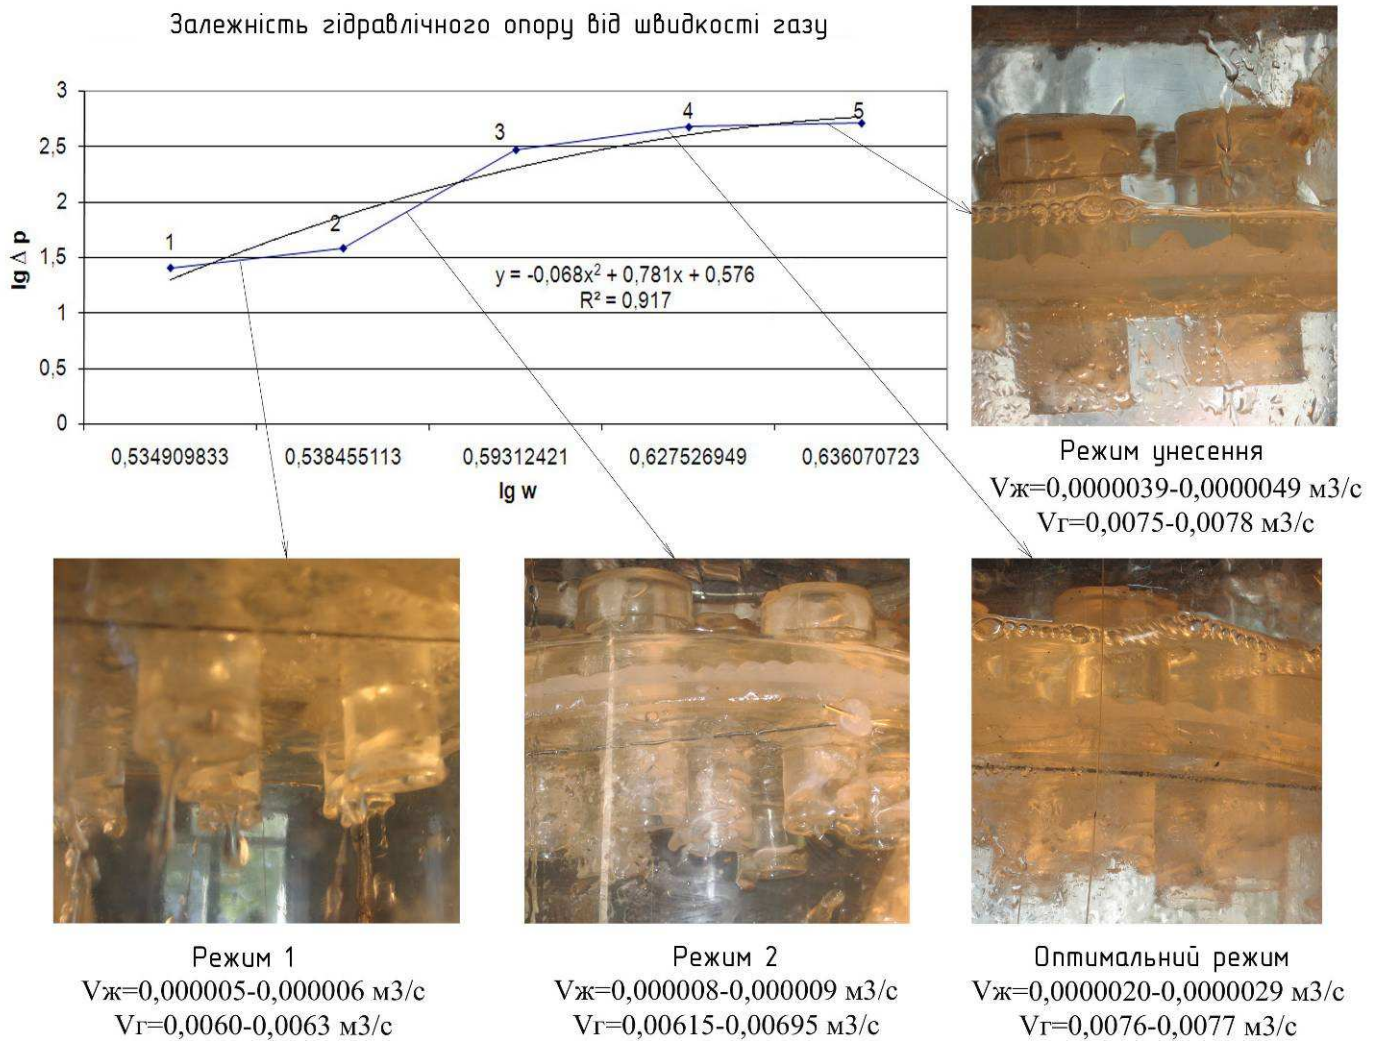 Залежність гідравлічного опору від швидкості газу
3
2,5
2
1,5
1
0,5
0
lg Δ p
1
2
3
4
5
y = -0,068x² + 0,781x + 0,576
R² = 0,917
0,534909833 0,538455113 0,59312421 0,627526949 0,636070723
lg w
Режим унесення
Vж=0,0000039-0,0000049 м3/с
Vг=0,0075-0,0078 м3/с
Режим 1
Vж=0,000005-0,000006 м3/с
Vг=0,0060-0,0063 м3/с
Режим 2
Vж=0,000008-0,000009 м3/с
Vг=0,00615-0,00695 м3/с
Оптимальний режим
Vж=0,0000020-0,0000029 м3/с
Vг=0,0076-0,0077 м3/с